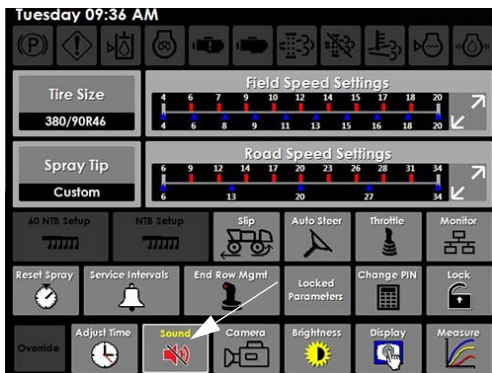 Tuesday 09:36 AM
(P)
Tire Size
380/90R46
Field Speed Settings
4 6 7 9 10 12 14 15 17 18 20
4 6 8 9 11 13 15 16 18 20
Spray Tip
Custom
Road Speed Settings
6 9 12 14 17 20 23 26 28 31 34
6 13 20 27 34
60 NTB Setup
NTB Setup
Slip
Auto Steer
Throttle
Monitor
Reset Spray
Service Intervals
End Row Mgmt
Locked
Parameters
Change PIN
Lock
Override
Adjust Time
Sound
Camera
Brightness
Display
Measure